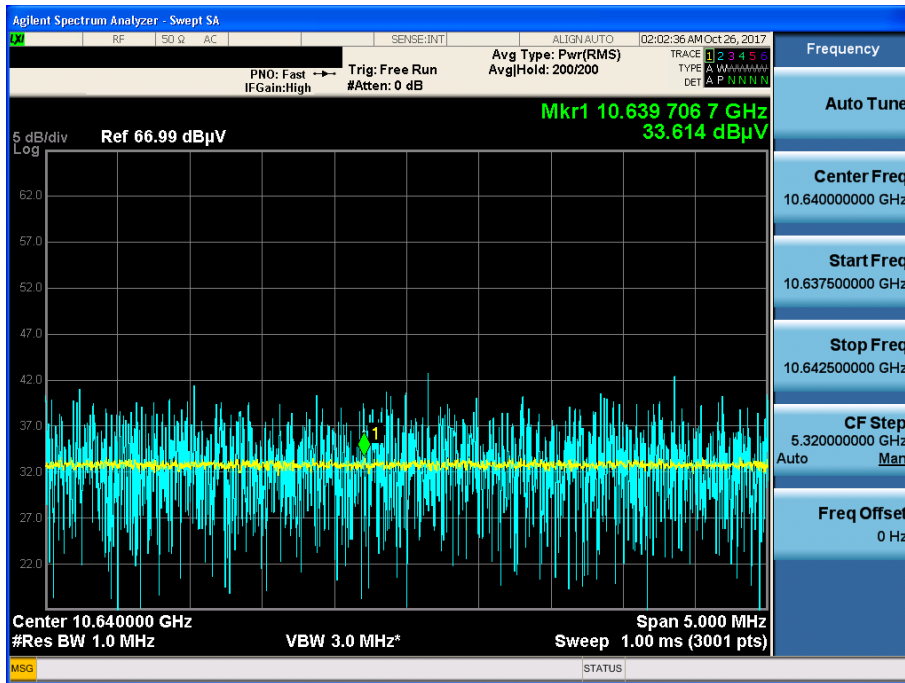 Agilent Spectrum Analyzer - Swept SA
LXI RF 50 Ω AC SENSE:INT ALIGN AUTO 02:02:36 AM Oct 26, 2017
PNO: Fast Trig: Free Run Avg Type: Pwr(RMS) TRACE 1 2 3 4 5 6
IFGain:High #Atten: 0 dB Avg|Hold: 200/200 TYPE A WWWWW
DET A P N N N N
Mkr1 10.639 706 7 GHz
33.614 dBµV
5 dB/div Ref 66.99 dBµV
Log
62.0
57.0
52.0
47.0
42.0
37.0
1
32.0
27.0
22.0
Center 10.640000 GHz Span 5.000 MHz
#Res BW 1.0 MHz VBW 3.0 MHz* Sweep 1.00 ms (3001 pts)
MSG STATUS
Frequency
Auto Tune
Center Freq
10.640000000 GHz
Start Freq
10.637500000 GHz
Stop Freq
10.642500000 GHz
CF Step
5.320000000 GHz
Auto Man
Freq Offset
0 Hz